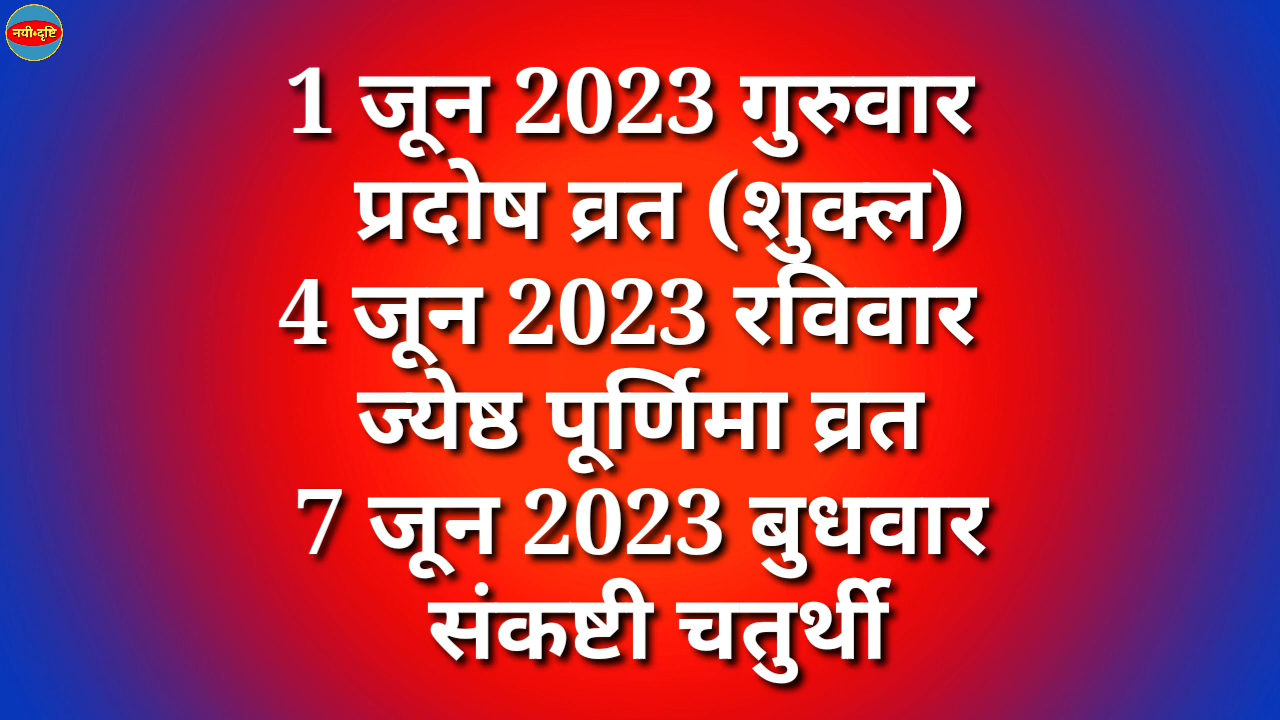 नयी दृष्टि
1 जून 2023 गुरुवार
प्रदोष व्रत (शुक्ल)
4 जून 2023 रविवार
ज्येष्ठ पूर्णिमा व्रत
7 जून 2023 बुधवार
संकष्टी चतुर्थी